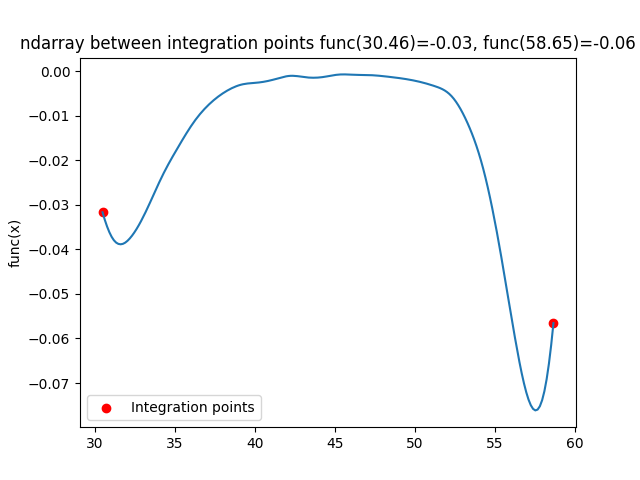 ndarray between integration points func(30.46)=-0.03, func(58.65)=-0.06
0.00
−0.01
−0.02
−0.03
−0.04
−0.05
−0.06
−0.07
func(x)
Integration points
30 35 40 45 50 55 60